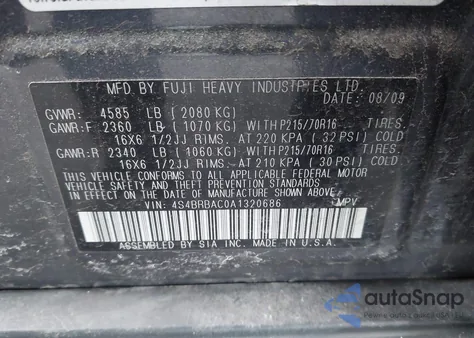 MFD. BY FUJI HEAVY INDUSTRIES LTD.
DATE: 08/09
GVWR: 4585 LB (2080 KG)
GAWR:F 2360 LB (1070 KG) WITH P215/70R16 TIRES.
16X6 1/2JJ RIMS. AT 220 KPA (32 PSI) COLD
GAWR:R 2340 LB (1060 KG) WITH P215/70R16 TIRES.
16X6 1/2JJ RIMS. AT 210 KPA (30 PSI) COLD
THIS VEHICLE CONFORMS TO ALL APPLICABLE FEDERAL MOTOR
VEHICLE SAFETY STANDARDS IN EFFECT ON THE
DATE OF MANUFACTURE SHOWN ABOVE.
VIN: 4S4BRBAC0A1320686 MPV
ASSEMBLED BY SIA INC. MADE IN U.S.A.
autoSnap